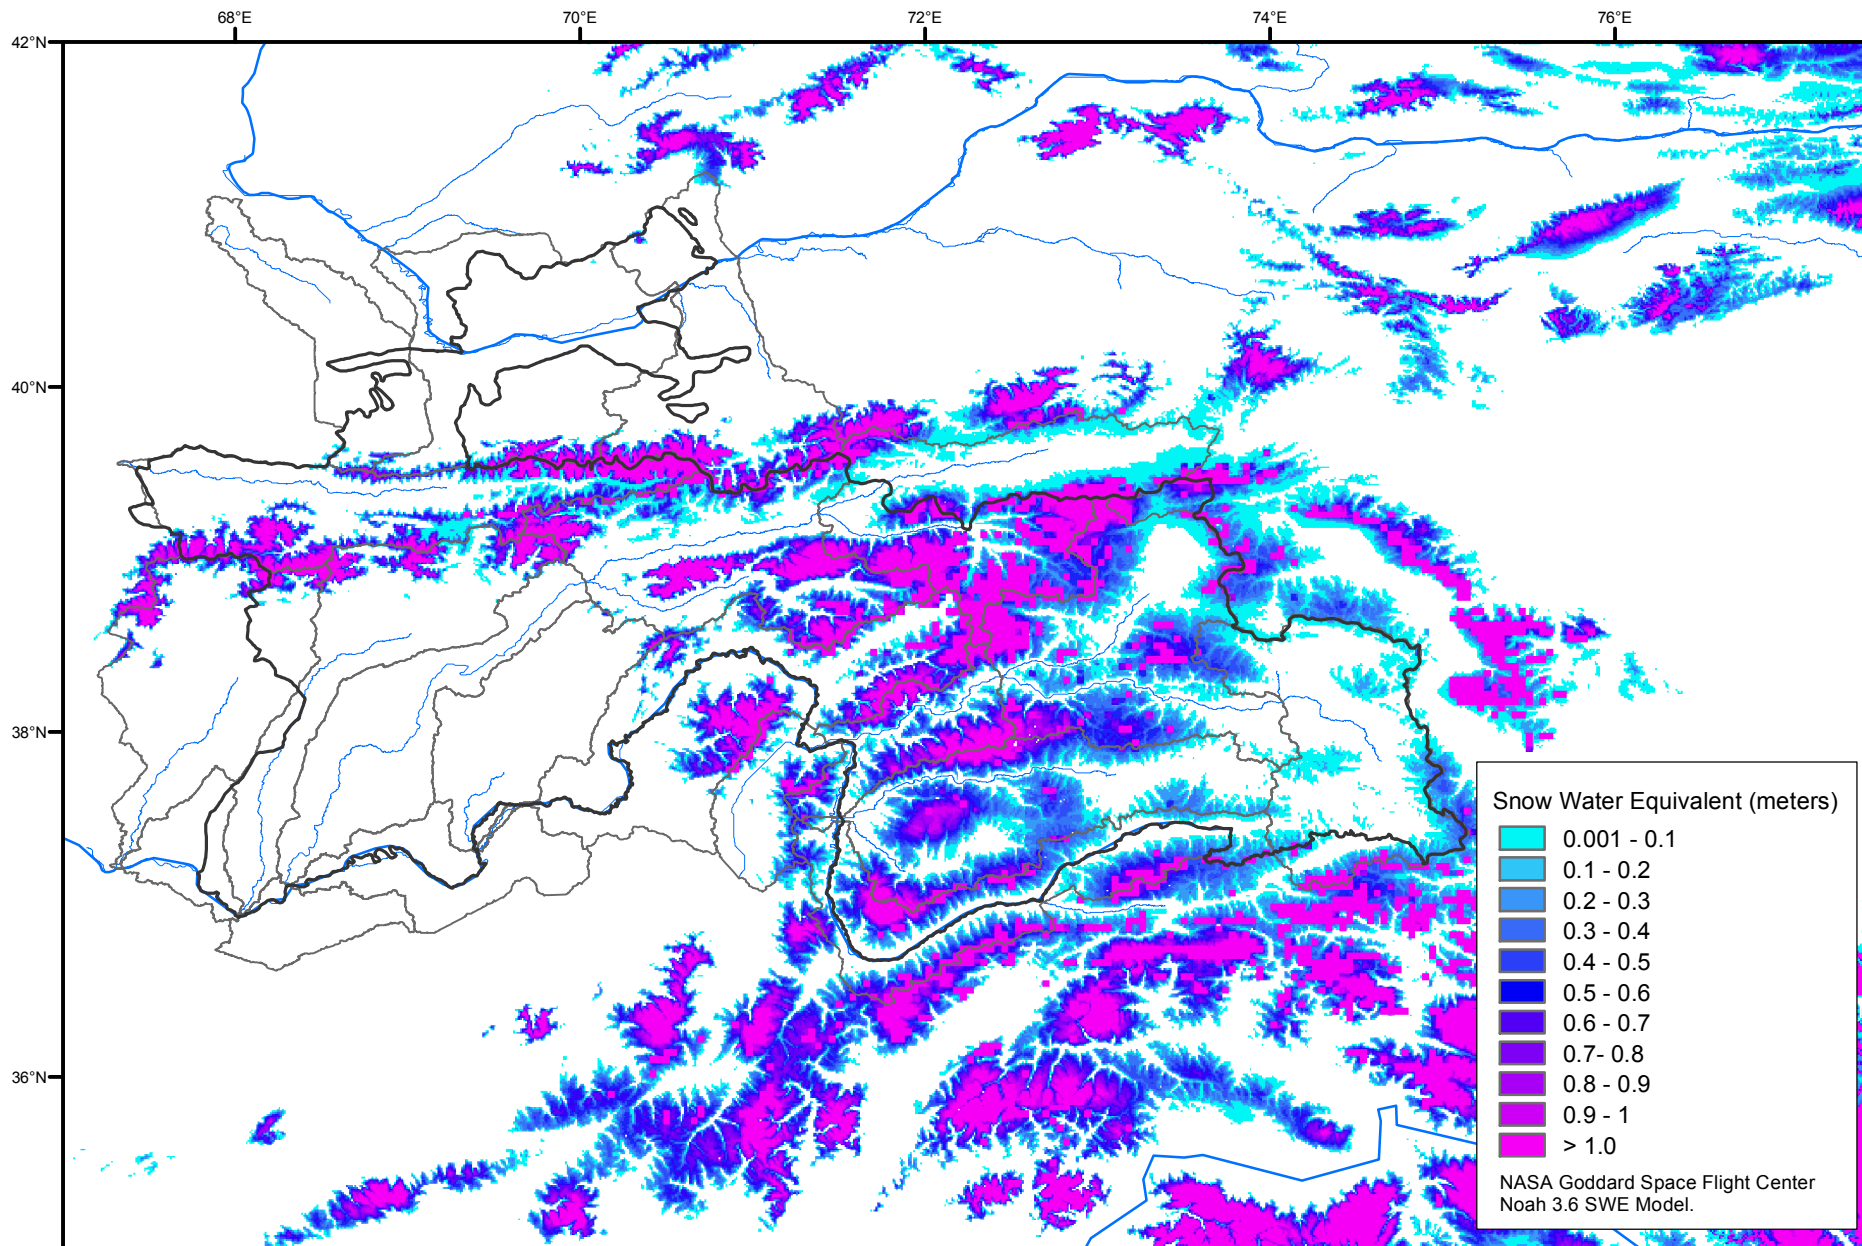 68°E 70°E 72°E 74°E 76°E
42°N
40°N
38°N
36°N
Snow Water Equivalent (meters)
0.001 - 0.1
0.1 - 0.2
0.2 - 0.3
0.3 - 0.4
0.4 - 0.5
0.5 - 0.6
0.6 - 0.7
0.7- 0.8
0.8 - 0.9
0.9 - 1
> 1.0
NASA Goddard Space Flight Center
Noah 3.6 SWE Model.